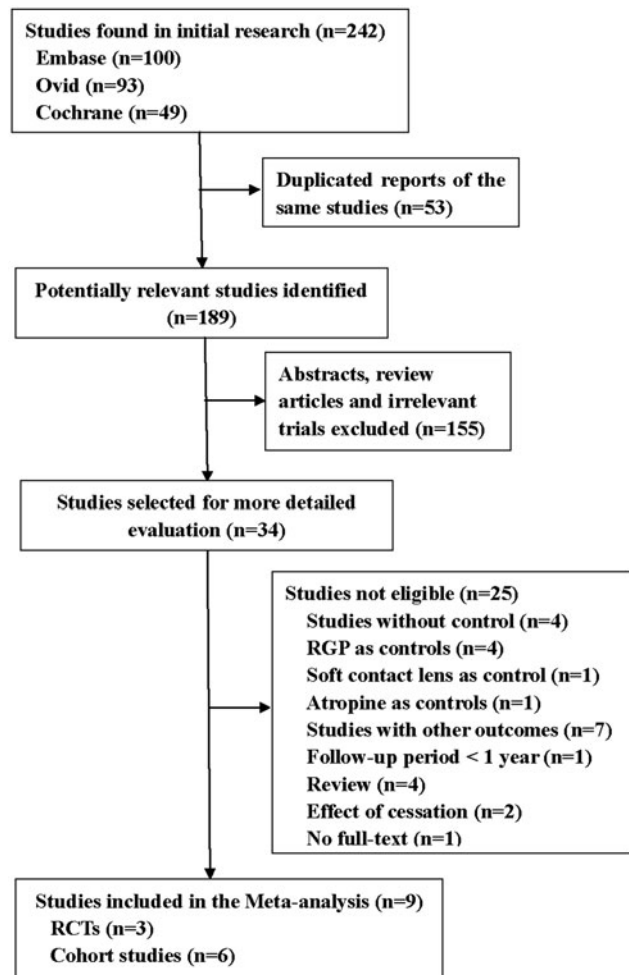 Studies found in initial research (n=242)
Embase (n=100)
Ovid (n=93)
Cochrane (n=49)
Duplicated reports of the
same studies (n=53)
Potentially relevant studies identified
(n=189)
Abstracts, review
articles and irrelevant
trials excluded (n=155)
Studies selected for more detailed
evaluation (n=34)
Studies not eligible (n=25)
Studies without control (n=4)
RGP as controls (n=4)
Soft contact lens as control (n=1)
Atropine as controls (n=1)
Studies with other outcomes (n=7)
Follow-up period < 1 year (n=1)
Review (n=4)
Effect of cessation (n=2)
No full-text (n=1)
Studies included in the Meta-analysis (n=9)
RCTs (n=3)
Cohort studies (n=6)